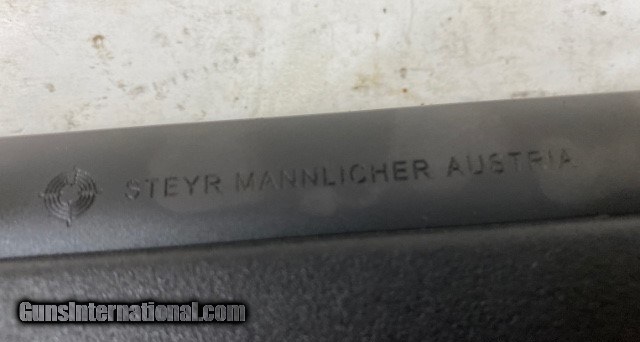 STEYR MANNLICHER AUSTRIA
GunsInternational.com